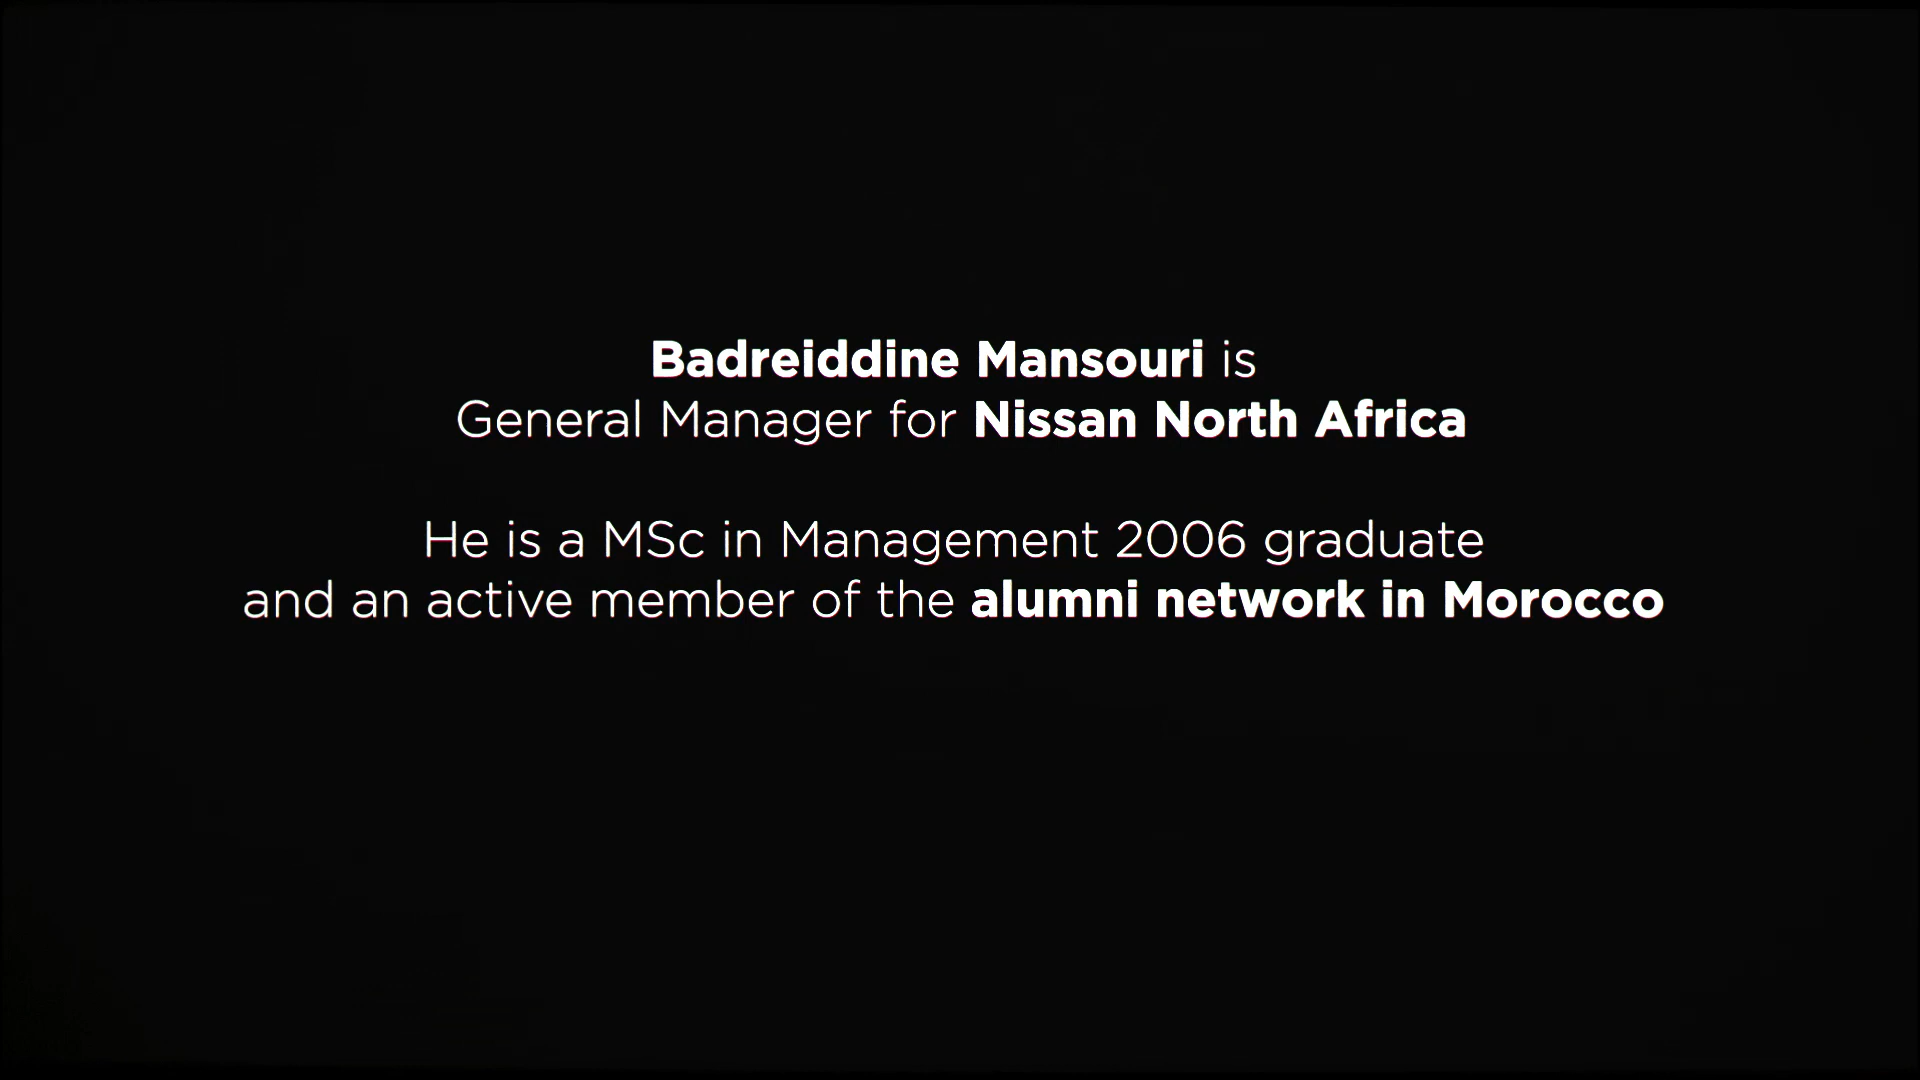 Badreiddine Mansouri is
General Manager for Nissan North Africa
He is a MSc in Management 2006 graduate
and an active member of the alumni network in Morocco